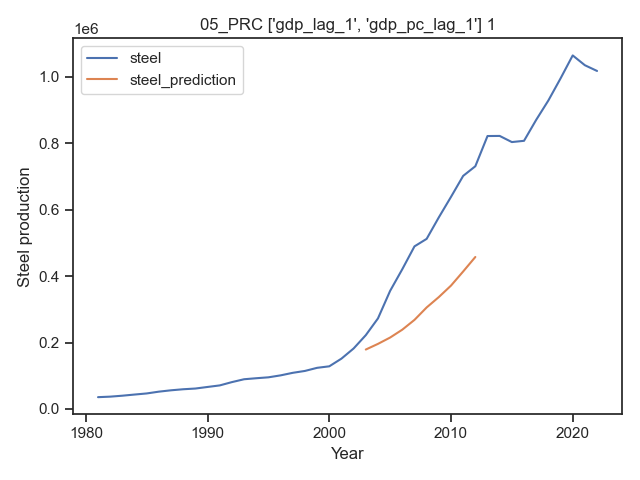 05_PRC ['gdp_lag_1', 'gdp_pc_lag_1'] 1
1e6
steel
steel_prediction
1.0
0.8
0.6
0.4
0.2
0.0
Steel production
1980
1990
2000
2010
2020
Year